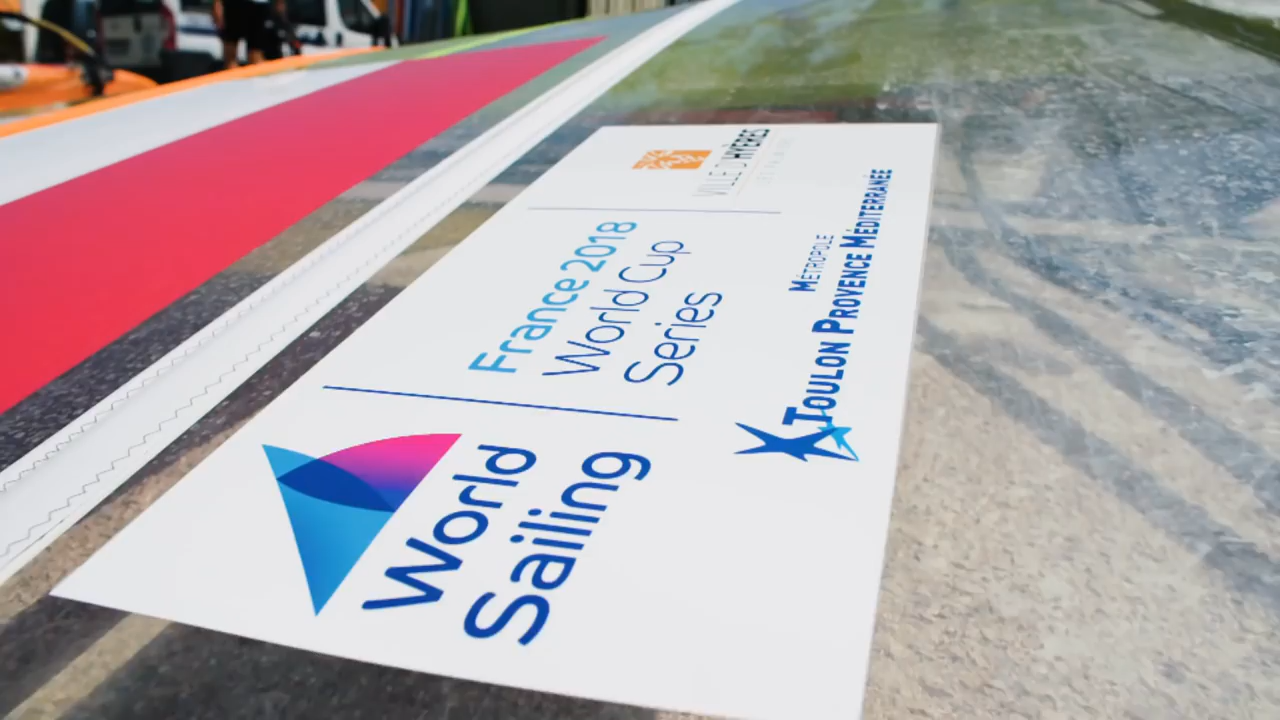 World
Sailing
France 2018
World Cup
Series
VILLE D'HYÈRES
MÉTROPOLE
TOULON PROVENCE MÉDITERRANÉE